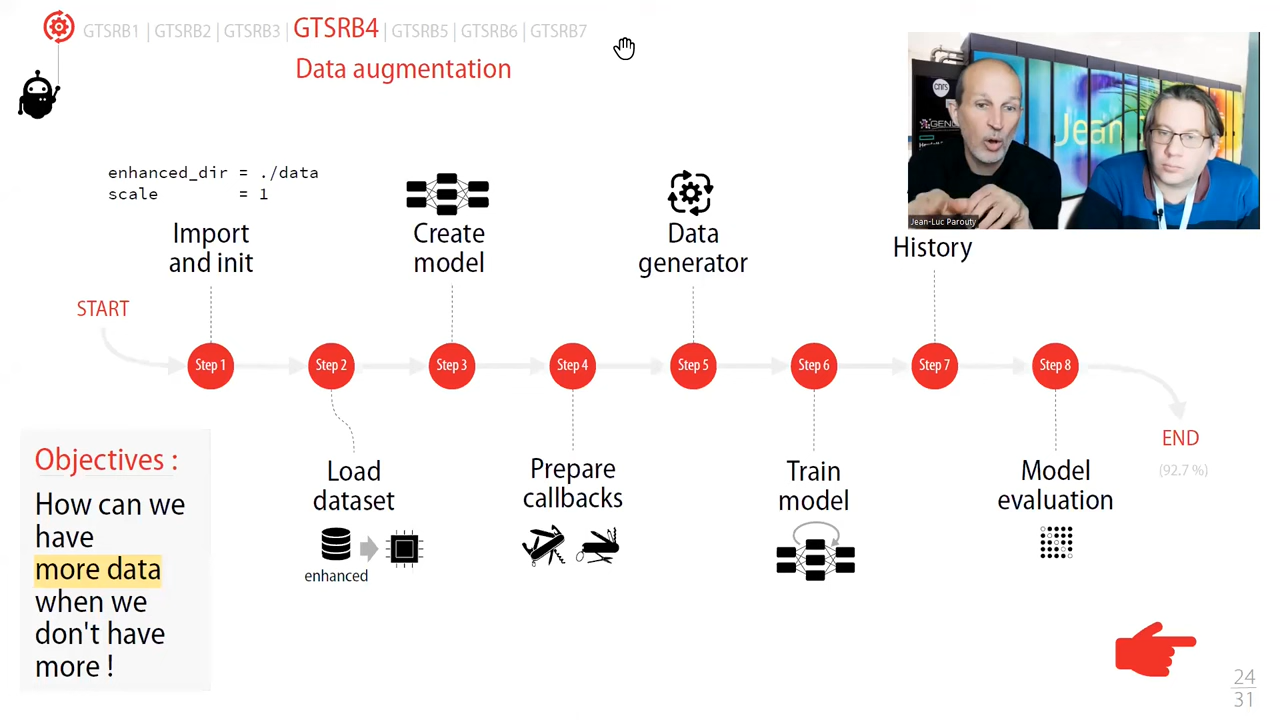 GTSRB1 | GTSRB2 | GTSRB3 | GTSRB4 | GTSRB5 | GTSRB6 | GTSRB7
Data augmentation
cnrs
GENCI
Jean
Jean-Luc Parouty
enhanced_dir = ./data
scale = 1
Import
and init
Create
model
Data
generator
History
START
Step 1
Step 2
Step 3
Step 4
Step 5
Step 6
Step 7
Step 8
END
(92.7 %)
Load
dataset
enhanced
Prepare
callbacks
Train
model
Model
evaluation
Objectives :
How can we
have
more data
when we
don't have
more !
24
31